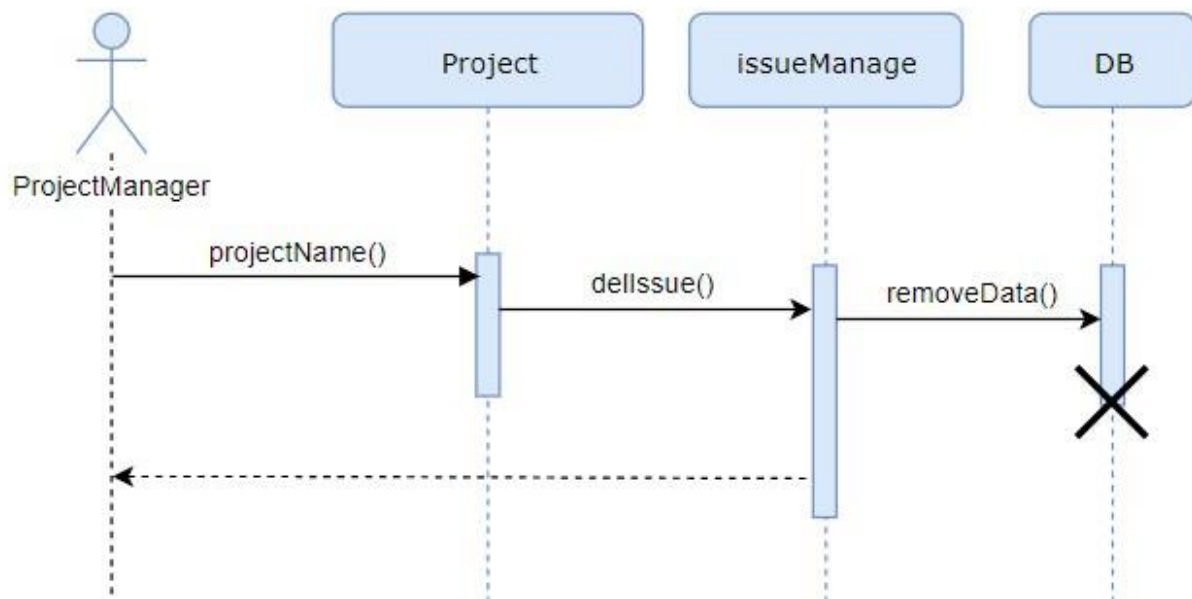 Project
issueManage
DB
ProjectManager
projectName()
delIssue()
removeData()